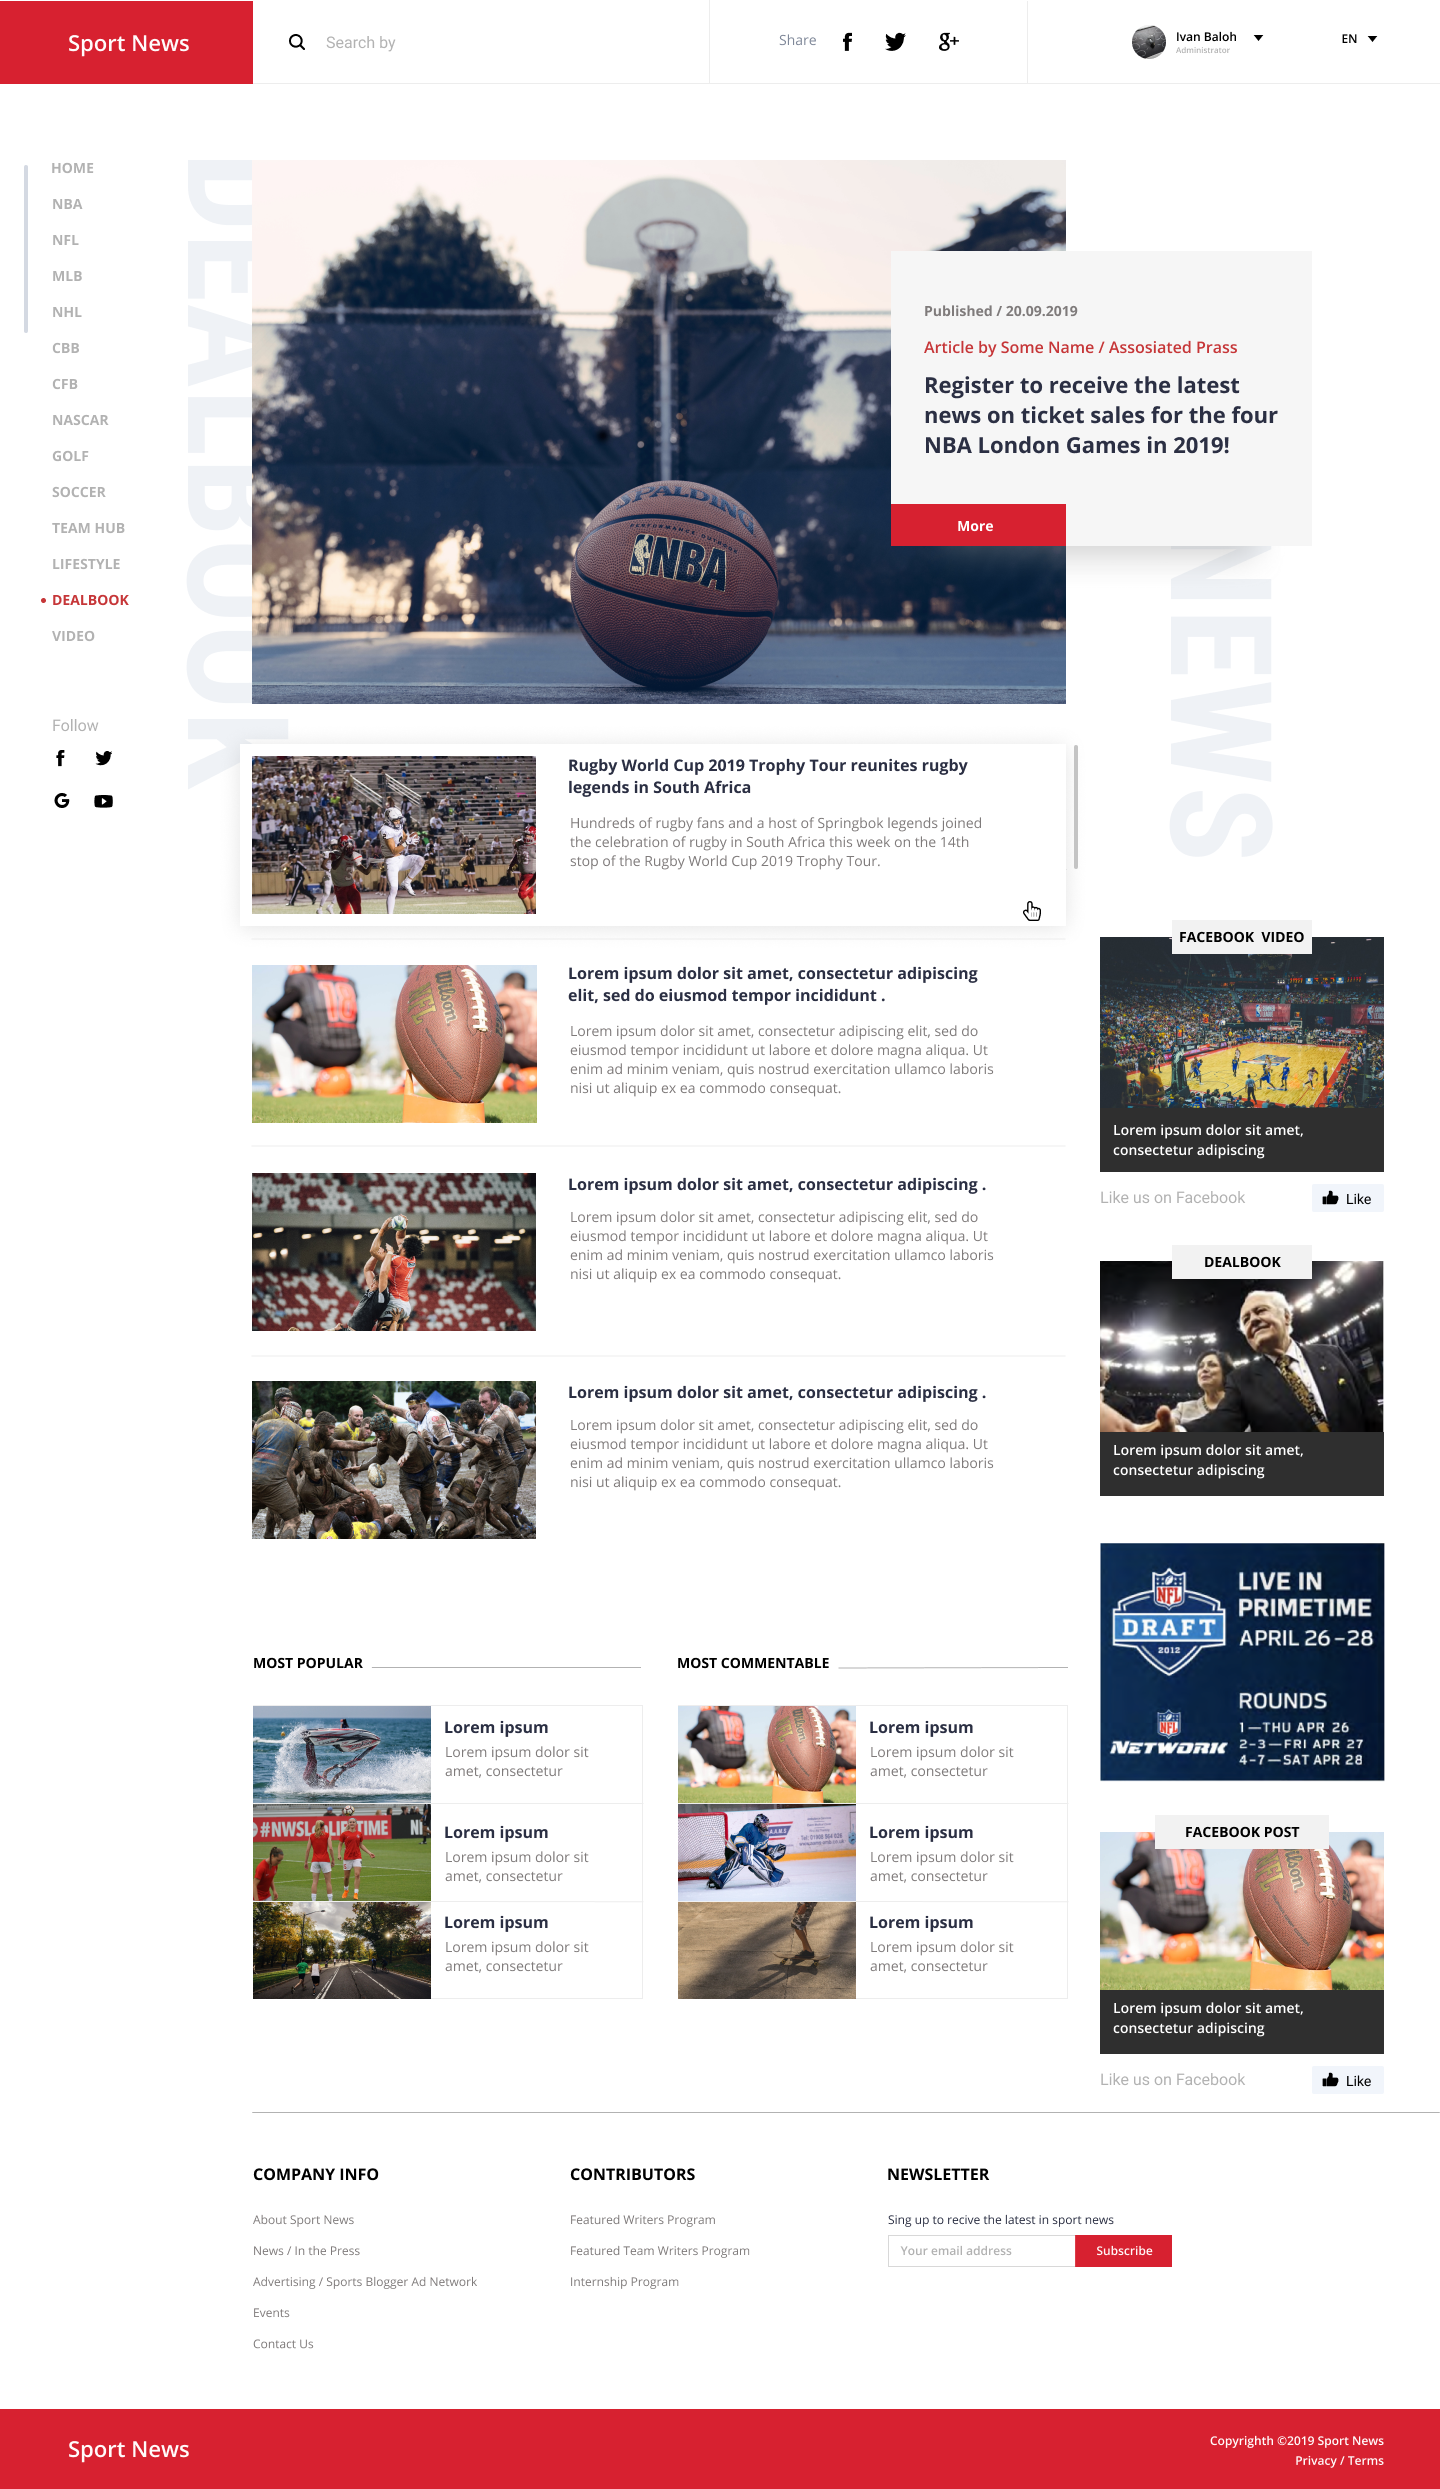 Sport News
Search by
Share
Ivan Baloh
Administrator
EN
HOME
NBA
NFL
MLB
NHL
CBB
CFB
NASCAR
GOLF
SOCCER
TEAM HUB
LIFESTYLE
DEALBOOK
VIDEO
Follow
DEALBOOK
SPALDING
PERFORMANCE OUTDOOR
NBA
Published / 20.09.2019
Article by Some Name / Assosiated Prass
Register to receive the latest
news on ticket sales for the four
NBA London Games in 2019!
More
NEWS
Rugby World Cup 2019 Trophy Tour reunites rugby
legends in South Africa
Hundreds of rugby fans and a host of Springbok legends joined
the celebration of rugby in South Africa this week on the 14th
stop of the Rugby World Cup 2019 Trophy Tour.
Wilson
NFL
Lorem ipsum dolor sit amet, consectetur adipiscing
elit, sed do eiusmod tempor incididunt .
Lorem ipsum dolor sit amet, consectetur adipiscing elit, sed do
eiusmod tempor incididunt ut labore et dolore magna aliqua. Ut
enim ad minim veniam, quis nostrud exercitation ullamco laboris
nisi ut aliquip ex ea commodo consequat.
Lorem ipsum dolor sit amet, consectetur adipiscing .
Lorem ipsum dolor sit amet, consectetur adipiscing elit, sed do
eiusmod tempor incididunt ut labore et dolore magna aliqua. Ut
enim ad minim veniam, quis nostrud exercitation ullamco laboris
nisi ut aliquip ex ea commodo consequat.
Lorem ipsum dolor sit amet, consectetur adipiscing .
Lorem ipsum dolor sit amet, consectetur adipiscing elit, sed do
eiusmod tempor incididunt ut labore et dolore magna aliqua. Ut
enim ad minim veniam, quis nostrud exercitation ullamco laboris
nisi ut aliquip ex ea commodo consequat.
FACEBOOK VIDEO
Lorem ipsum dolor sit amet,
consectetur adipiscing
Like us on Facebook
Like
DEALBOOK
Lorem ipsum dolor sit amet,
consectetur adipiscing
NFL
DRAFT
2012
LIVE IN
PRIMETIME
APRIL 26–28
ROUNDS
1—THU APR 26
2-3—FRI APR 27
4-7—SAT APR 28
NFL
NETWORK
FACEBOOK POST
Wilson
NFL
Lorem ipsum dolor sit amet,
consectetur adipiscing
Like us on Facebook
Like
MOST POPULAR
Lorem ipsum
Lorem ipsum dolor sit
amet, consectetur
#NWSL
Lorem ipsum
Lorem ipsum dolor sit
amet, consectetur
Lorem ipsum
Lorem ipsum dolor sit
amet, consectetur
MOST COMMENTABLE
NFL
Lorem ipsum
Lorem ipsum dolor sit
amet, consectetur
Lorem ipsum
Lorem ipsum dolor sit
amet, consectetur
Lorem ipsum
Lorem ipsum dolor sit
amet, consectetur
COMPANY INFO
About Sport News
News / In the Press
Advertising / Sports Blogger Ad Network
Events
Contact Us
CONTRIBUTORS
Featured Writers Program
Featured Team Writers Program
Internship Program
NEWSLETTER
Sing up to recive the latest in sport news
Your email address
Subscribe
Sport News
Copyrighth ©2019 Sport News
Privacy / Terms